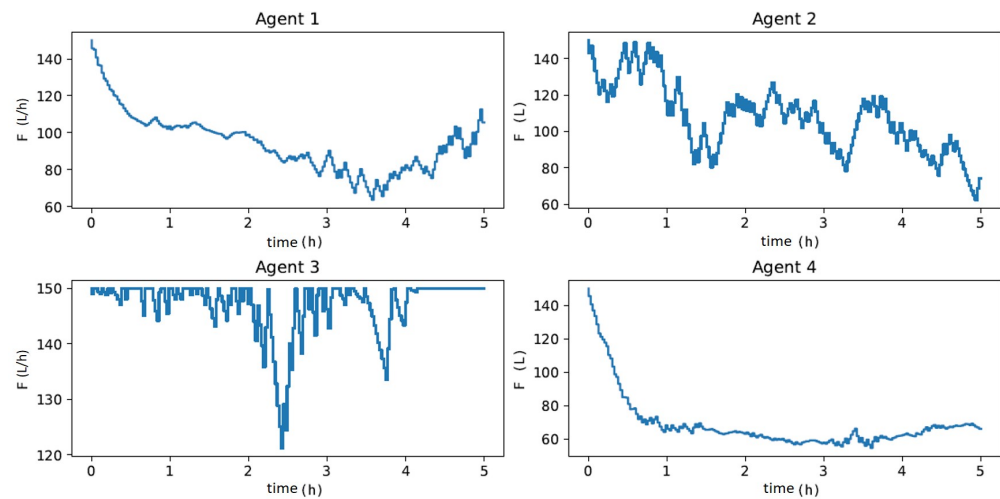 Agent 1
F (L/h)
140
120
100
80
60
0 1 2 3 4 5
time (h)
Agent 2
F (L)
140
120
100
80
60
0 1 2 3 4 5
time (h)
Agent 3
F (L/h)
150
140
130
120
0 1 2 3 4 5
time (h)
Agent 4
F (L)
140
120
100
80
60
0 1 2 3 4 5
time (h)